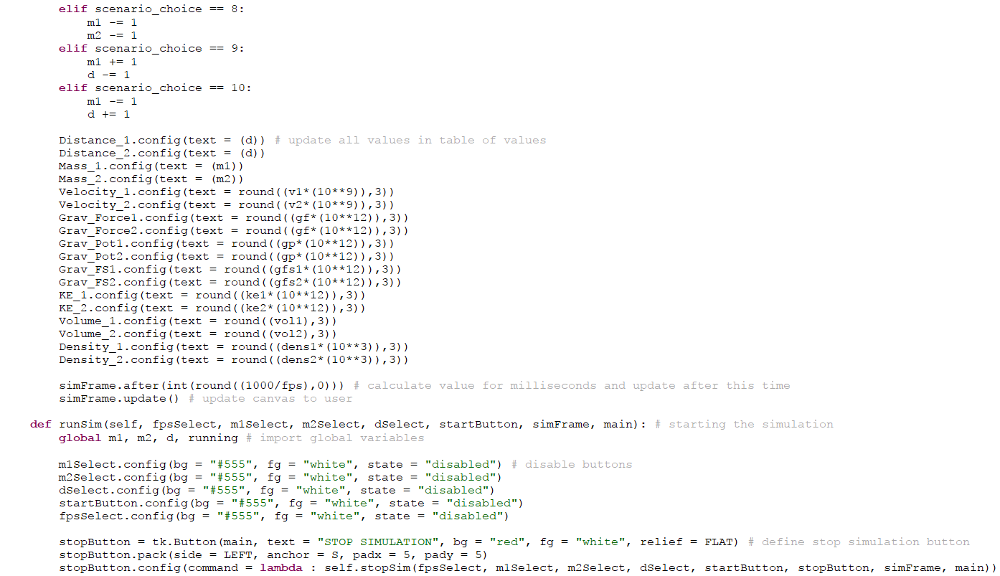 elif scenario_choice == 8:
m1 -= 1
m2 -= 1
elif scenario_choice == 9:
m1 += 1
d -= 1
elif scenario_choice == 10:
m1 -= 1
d += 1
Distance_1.config(text = (d)) # update all values in table of values
Distance_2.config(text = (d))
Mass_1.config(text = (m1))
Mass_2.config(text = (m2))
Velocity_1.config(text = round((v1*(10**9)),3))
Velocity_2.config(text = round((v2*(10**9)),3))
Grav_Force1.config(text = round((gf*(10**12)),3))
Grav_Force2.config(text = round((gf*(10**12)),3))
Grav_Pot1.config(text = round((gp*(10**12)),3))
Grav_Pot2.config(text = round((gp*(10**12)),3))
Grav_FS1.config(text = round((gfs1*(10**12)),3))
Grav_FS2.config(text = round((gfs2*(10**12)),3))
KE_1.config(text = round((ke1*(10**12)),3))
KE_2.config(text = round((ke2*(10**12)),3))
Volume_1.config(text = round((vol1),3))
Volume_2.config(text = round((vol2),3))
Density_1.config(text = round((dens1*(10**3)),3))
Density_2.config(text = round((dens2*(10**3)),3))
simFrame.after(int(round((1000/fps),0))) # calculate value for milliseconds and update after this time
simFrame.update() # update canvas to user
def runSim(self, fpsSelect, m1Select, m2Select, dSelect, startButton, simFrame, main): # starting the simulation
global m1, m2, d, running # import global variables
m1Select.config(bg = "#555", fg = "white", state = "disabled") # disable buttons
m2Select.config(bg = "#555", fg = "white", state = "disabled")
dSelect.config(bg = "#555", fg = "white", state = "disabled")
startButton.config(bg = "#555", fg = "white", state = "disabled")
fpsSelect.config(bg = "#555", fg = "white", state = "disabled")
stopButton = tk.Button(main, text = "STOP SIMULATION", bg = "red", fg = "white", relief = FLAT) # define stop simulation button
stopButton.pack(side = LEFT, anchor = S, padx = 5, pady = 5)
stopButton.config(command = lambda : self.stopSim(fpsSelect, m1Select, m2Select, dSelect, startButton, stopButton, simFrame, main))